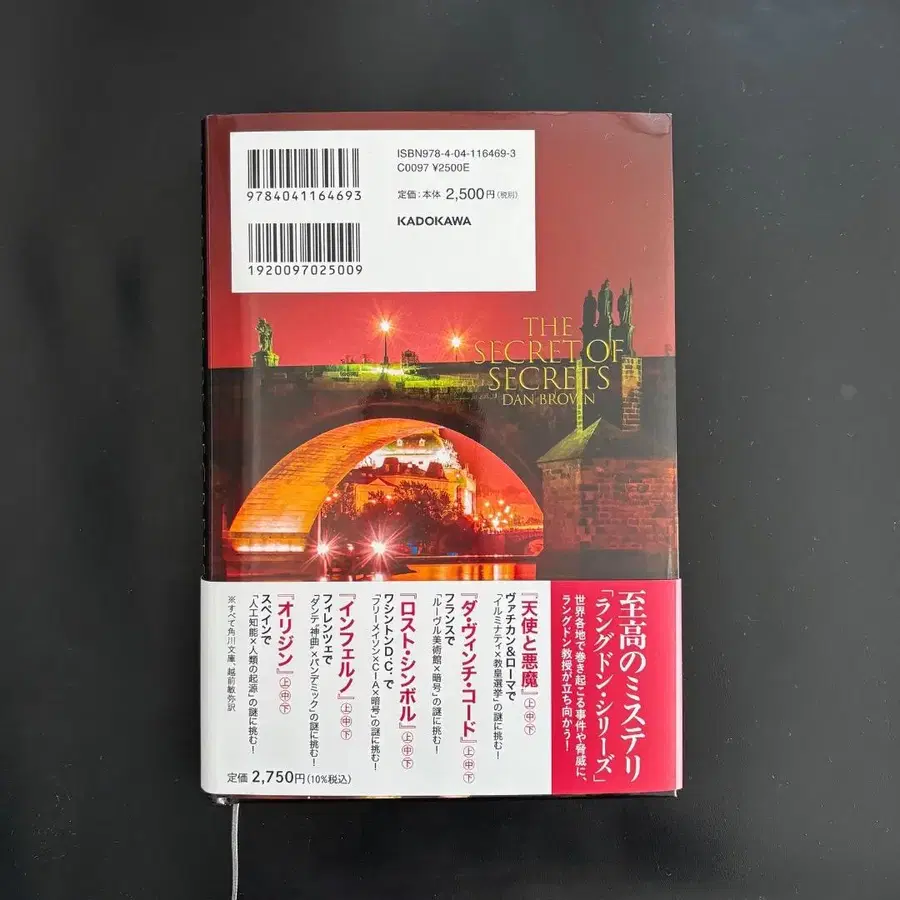 9784041164693
1920097025009
ISBN978-4-04-116469-3
C0097 ¥2500E
定価:本体 2,500円(税別)
KADOKAWA
THE
SECRET OF
SECRETS
DAN BROWN
至高のミステリ
「ラングドン・シリーズ」
世界各地で巻き起こる事件や脅威に、
ラングドン教授が立ち向かう!
『天使と悪魔』上中下
ヴァチカン&ローマで
「イルミナティ×教皇選挙」の謎に挑む!
『ダ・ヴィンチ・コード』上中下
フランスで
「ルーヴル美術館×暗号」の謎に挑む!
『ロスト・シンボル』上中下
ワシントンD.C.で
「フリーメイソン×CIA×暗号」の謎に挑む!
『インフェルノ』上中下
フィレンツェで
「ダンテ“神曲”×パンデミック」の謎に挑む!
『オリジン』上中下
スペインで
「人工知能×人類の起源」の謎に挑む!
※すべて角川文庫、越前敏弥訳
定価 2,750円(10%税込)